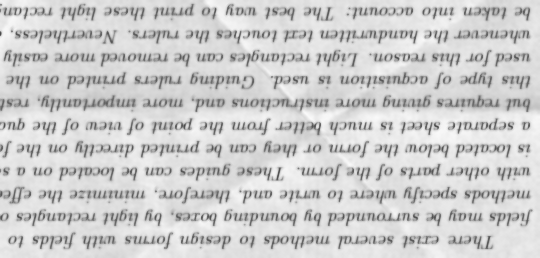 There exist several methods to design forms with fields to
fields may be surrounded by bounding boxes, by light rectangles o
methods specify where to write and, therefore, minimize the effec
with other parts of the form. These guides can be located on a s
is located below the form or they can be printed directly on the fo
a separate sheet is much better from the point of view of the qua
but requires giving more instructions and, more importantly, rest
this type of acquisition is used. Guiding rulers printed on the
used for this reason. Light rectangles can be removed more easily
whenever the handwritten text touches the rulers. Nevertheless,
be taken into account: The best way to print these light rectang